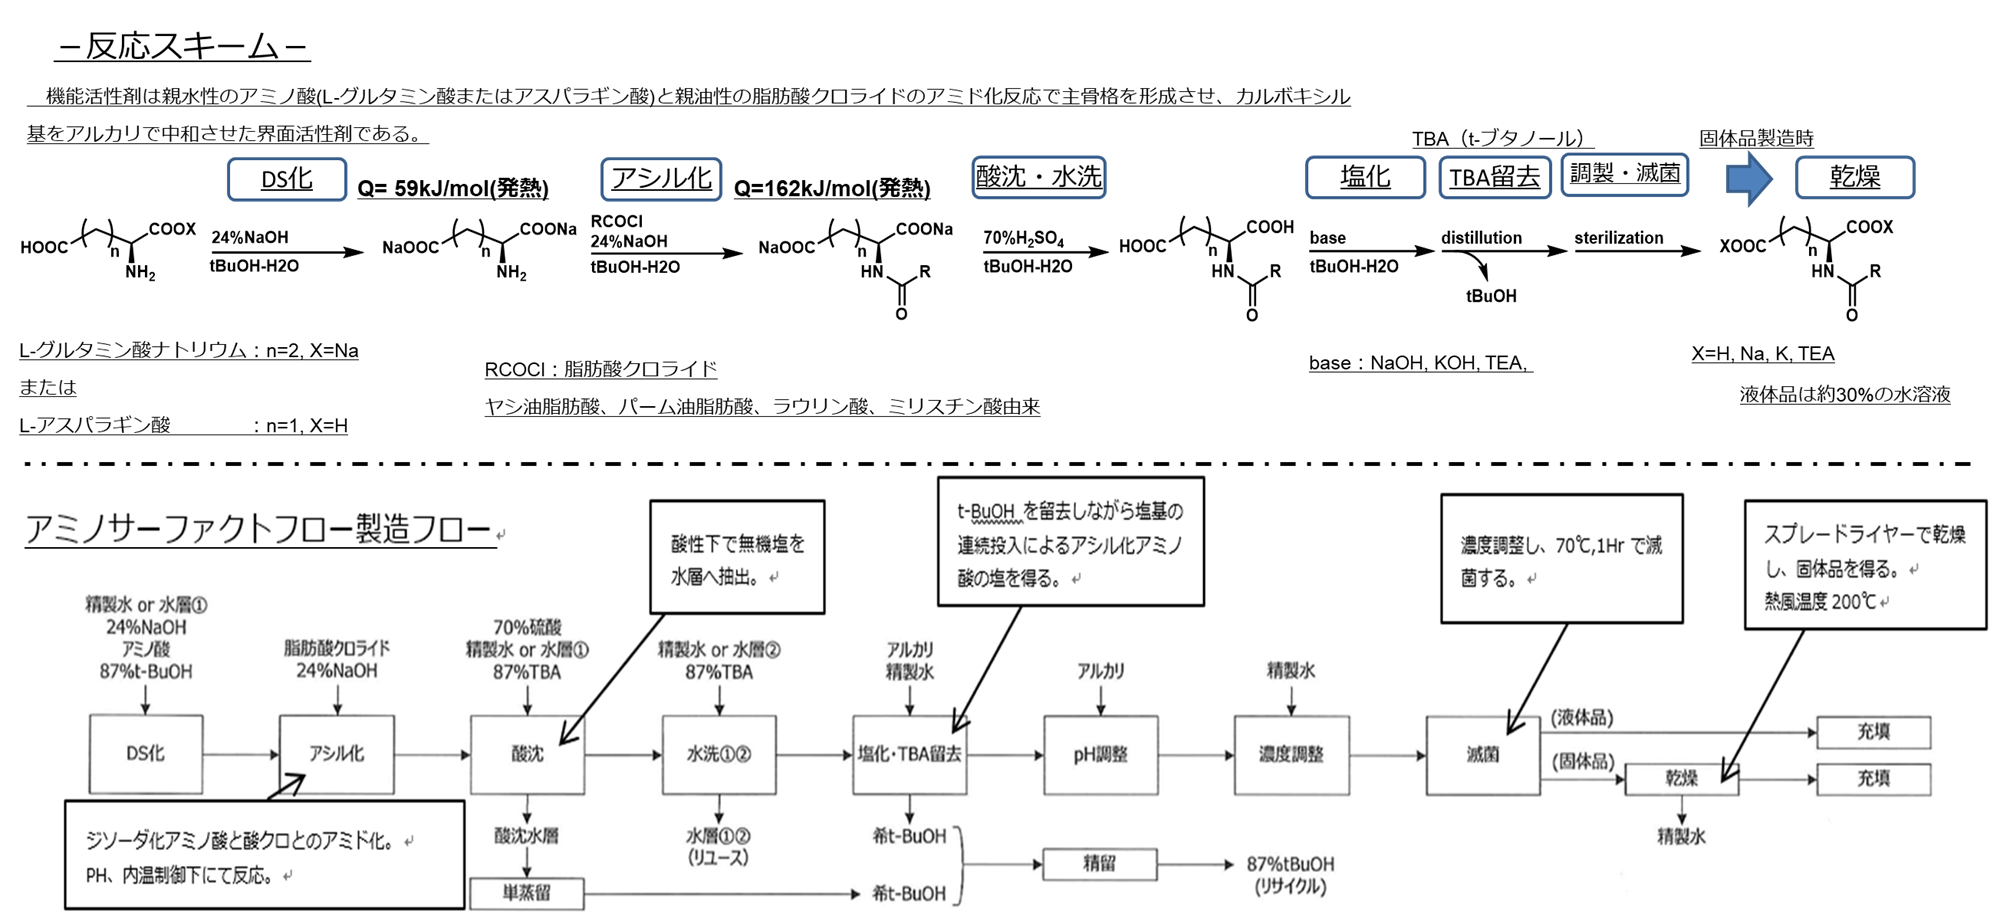 －反応スキーム－
機能活性剤は親水性のアミノ酸(L-グルタミン酸またはアスパラギン酸)と親油性の脂肪酸クロライドのアミド化反応で主骨格を形成させ、カルボキシル
基をアルカリで中和させた界面活性剤である。
TBA（t-ブタノール）
固体品製造時
DS化
Q= 59kJ/mol(発熱)
アシル化
Q=162kJ/mol(発熱)
酸沈・水洗
塩化
TBA留去
調製・滅菌
乾燥
HOOC
COOX
n
NH2
24%NaOH
tBuOH-H2O
NaOOC
COONa
n
NH2
RCOCl
24%NaOH
tBuOH-H2O
NaOOC
COONa
n
HN
R
O
70%H2SO4
tBuOH-H2O
HOOC
COOH
n
HN
R
O
base
tBuOH-H2O
distillution
tBuOH
sterilization
XOOC
COOX
n
HN
R
O
L-グルタミン酸ナトリウム：n=2, X=Na
または
L-アスパラギン酸　　　　：n=1, X=H
RCOCl：脂肪酸クロライド
ヤシ油脂肪酸、パーム油脂肪酸、ラウリン酸、ミリスチン酸由来
base：NaOH, KOH, TEA,
X=H, Na, K, TEA
液体品は約30%の水溶液
アミノサーファクトフロー製造フロー
酸性下で無機塩を
水層へ抽出。
t-BuOH を留去しながら塩基の
連続投入によるアシル化アミノ
酸の塩を得る。
濃度調整し、70℃,1Hr で滅
菌する。
スプレードライヤーで乾燥
し、固体品を得る。
熱風温度 200℃
精製水 or 水層①
24%NaOH
アミノ酸
87%t-BuOH
脂肪酸クロライド
24%NaOH
70%硫酸
精製水 or 水層①
87%TBA
精製水 or 水層②
87%TBA
アルカリ
精製水
アルカリ
精製水
DS化
アシル化
酸沈
水洗①②
塩化・TBA留去
pH調整
濃度調整
滅菌
(液体品)
充填
(固体品)
乾燥
充填
精製水
ジソーダ化アミノ酸と酸クロとのアミド化。
PH、内温制御下にて反応。
酸沈水層
単蒸留
水層①②
(リユース)
希t-BuOH
希t-BuOH
精留
87%tBuOH
(リサイクル)